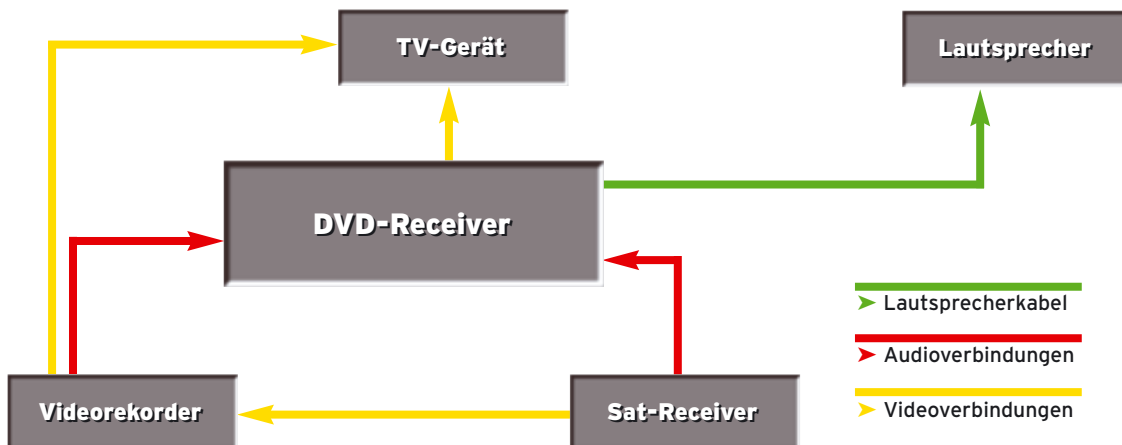 TV-Gerät
Lautsprecher
DVD-Receiver
Lautsprecherkabel
Audioverbindungen
Videorekorder
Sat-Receiver
Videoverbindungen